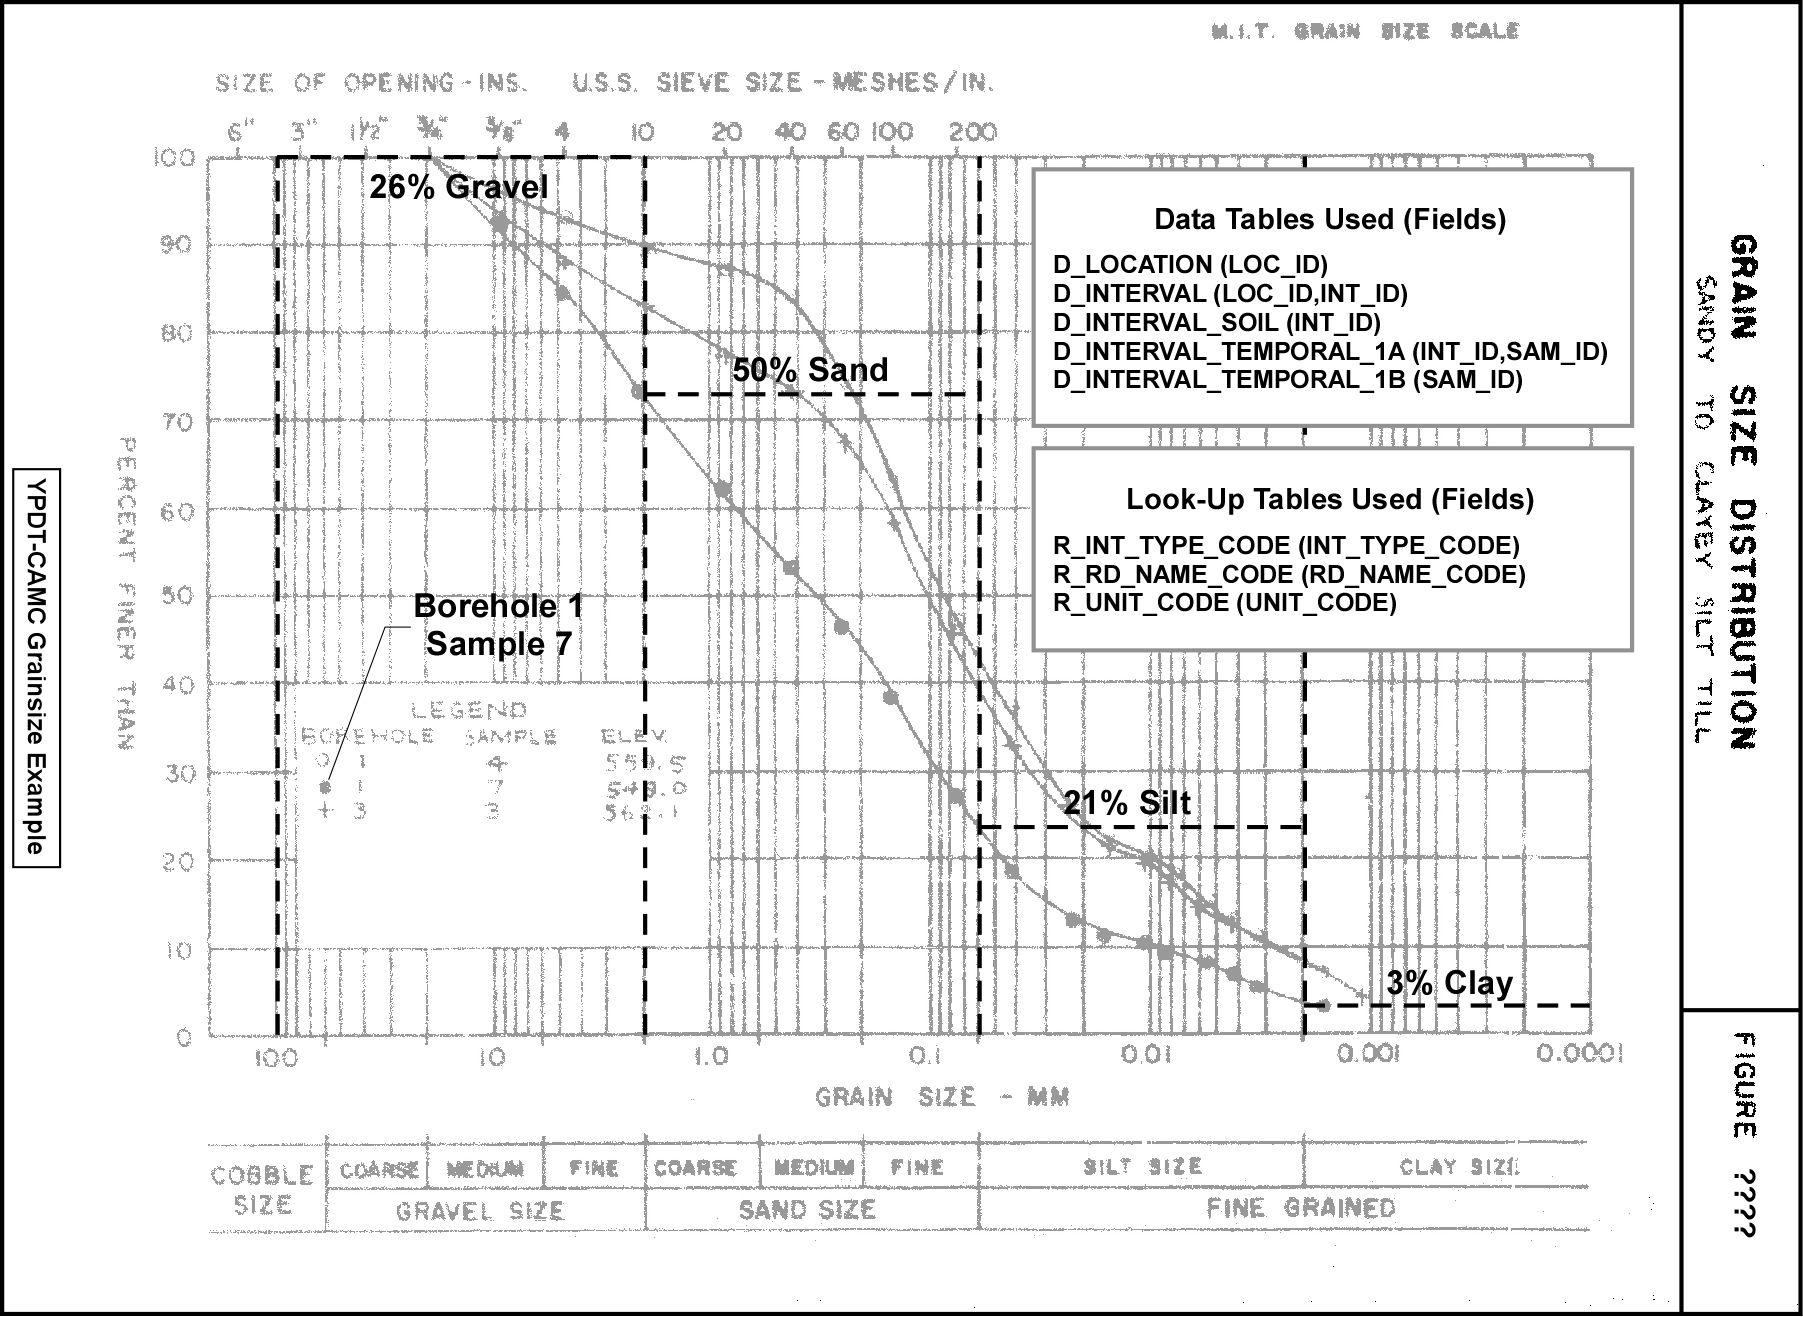 M.I.T. GRAIN SIZE SCALE
SIZE OF OPENING - INS. U.S.S. SIEVE SIZE - MESHES / IN.
6" 3" 1½" ¾" ⅜" 4 10 20 40 60 100 200
100
90
80
70
60
50
40
30
20
10
0
PERCENT FINER THAN
26% Gravel
50% Sand
21% Silt
3% Clay
Borehole 1
Sample 7
LEGEND
BOREHOLE SAMPLE ELEV.
○ 1 4 559.5
● 1 7 549.0
+ 3 3
Data Tables Used (Fields)
D_LOCATION (LOC_ID)
D_INTERVAL (LOC_ID,INT_ID)
D_INTERVAL_SOIL (INT_ID)
D_INTERVAL_TEMPORAL_1A (INT_ID,SAM_ID)
D_INTERVAL_TEMPORAL_1B (SAM_ID)
Look-Up Tables Used (Fields)
R_INT_TYPE_CODE (INT_TYPE_CODE)
R_RD_NAME_CODE (RD_NAME_CODE)
R_UNIT_CODE (UNIT_CODE)
100 10 1.0 0.1 0.01 0.001 0.0001
GRAIN SIZE - MM
COBBLE SIZE
COARSE MEDIUM FINE COARSE MEDIUM FINE SILT SIZE CLAY SIZE
GRAVEL SIZE SAND SIZE FINE GRAINED
YPDT-CAMC Grainsize Example
GRAIN SIZE DISTRIBUTION
SANDY TO CLAYEY SILT TILL
FIGURE ????